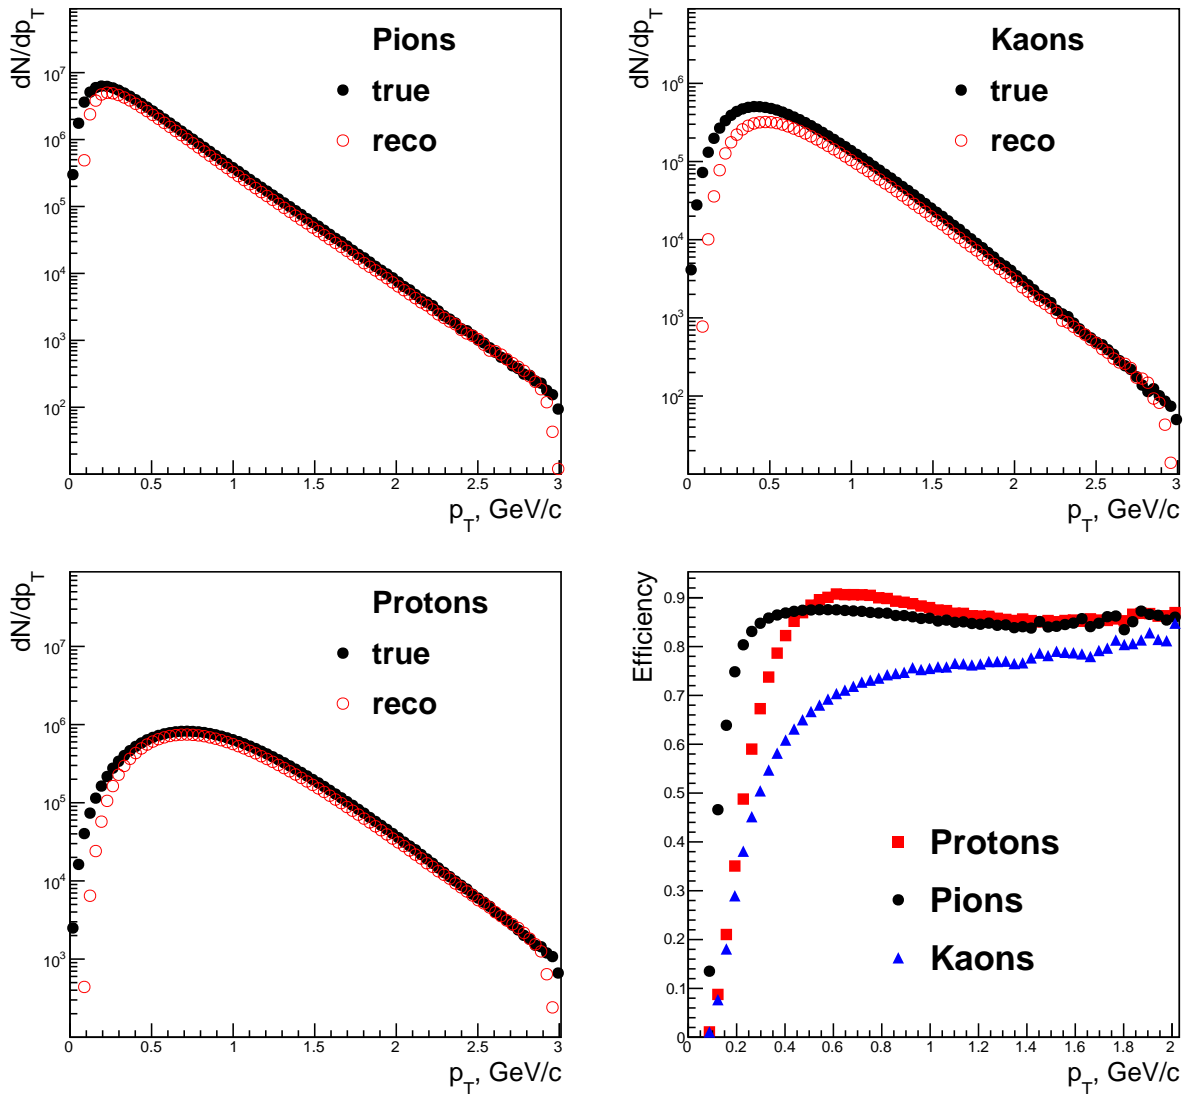 dN/dp_T
Pions
true
reco
10^7
10^6
10^5
10^4
10^3
10^2
0 0.5 1 1.5 2 2.5 3
p_T, GeV/c
dN/dp_T
Kaons
true
reco
10^6
10^5
10^4
10^3
10^2
0 0.5 1 1.5 2 2.5 3
p_T, GeV/c
dN/dp_T
Protons
true
reco
10^7
10^6
10^5
10^4
10^3
0 0.5 1 1.5 2 2.5 3
p_T, GeV/c
Efficiency
0.9
0.8
0.7
0.6
0.5
0.4
0.3
0.2
0.1
0
Protons
Pions
Kaons
0 0.2 0.4 0.6 0.8 1 1.2 1.4 1.6 1.8 2
p_T, GeV/c